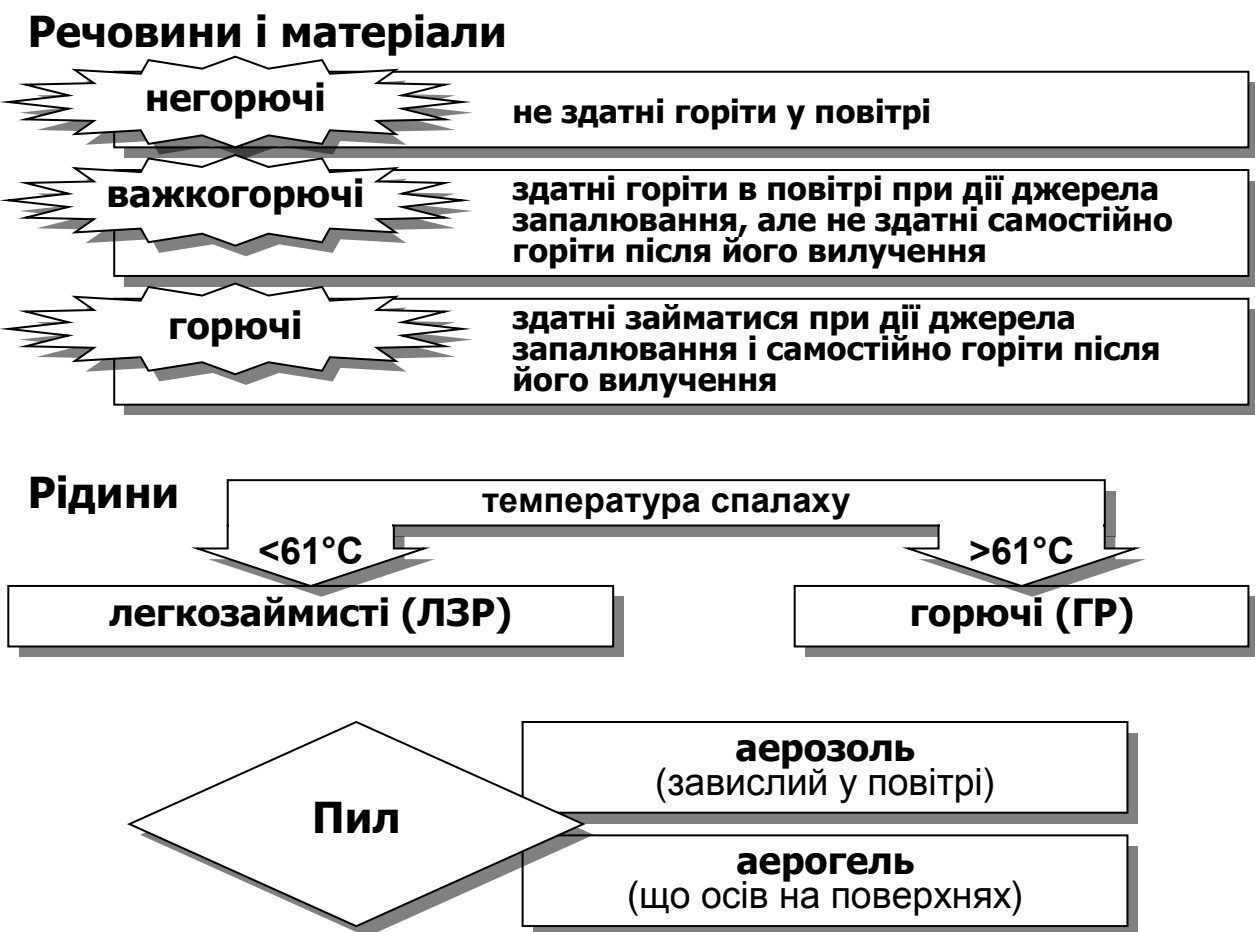 Речовини і матеріали
негорючі
не здатні горіти у повітрі
важкогорючі
здатні горіти в повітрі при дії джерела
запалювання, але не здатні самостійно
горіти після його вилучення
горючі
здатні займатися при дії джерела
запалювання і самостійно горіти після
його вилучення
Рідини
температура спалаху
<61°C
>61°C
легкозаймисті (ЛЗР)
горючі (ГР)
Пил
аерозоль
(завислий у повітрі)
аерогель
(що осів на поверхнях)